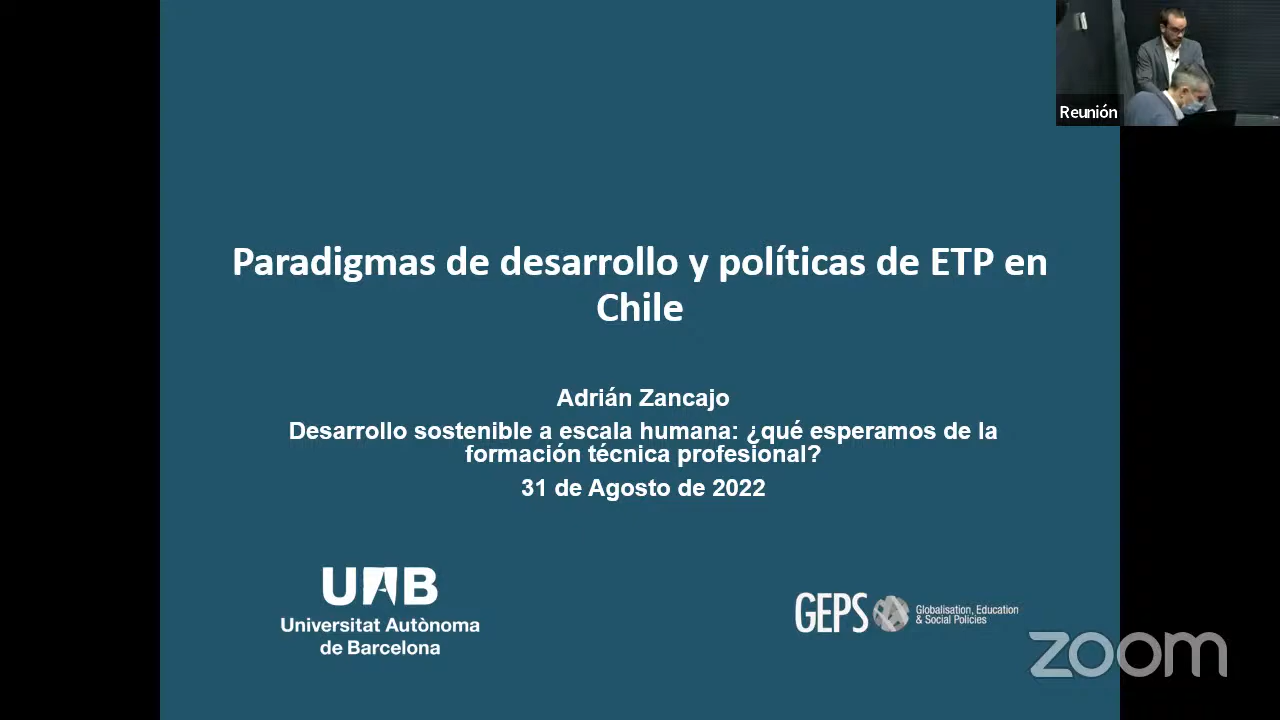 Reunión
Paradigmas de desarrollo y políticas de ETP en
Chile
Adrián Zancajo
Desarrollo sostenible a escala humana: ¿qué esperamos de la
formación técnica profesional?
31 de Agosto de 2022
UAB
Universitat Autònoma
de Barcelona
GEPS
Globalisation, Education
& Social Policies
zoom